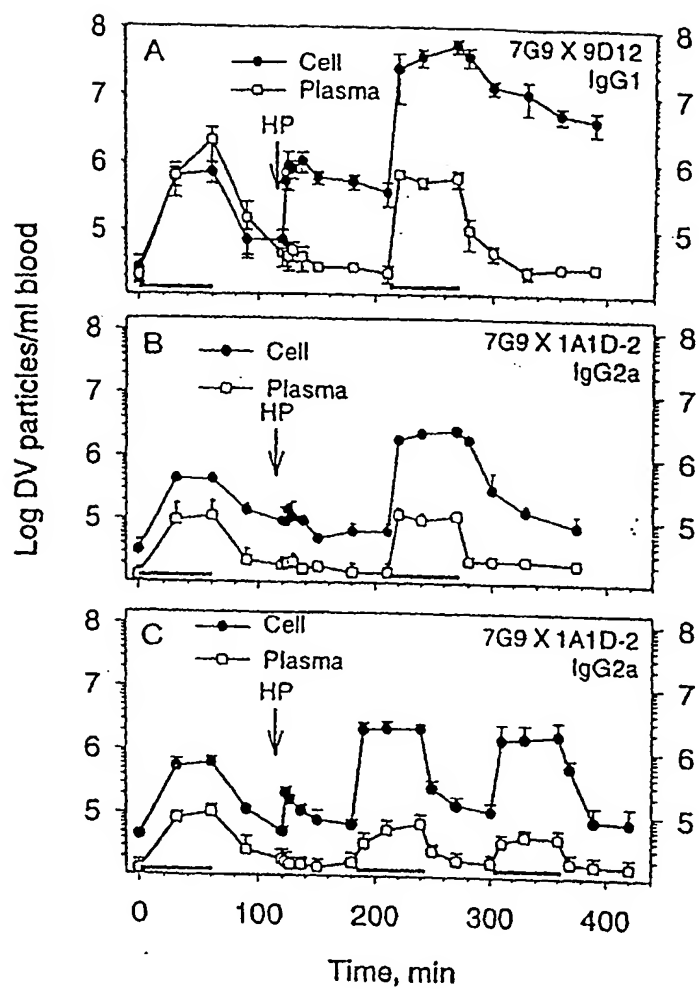 Log DV particles/ml blood
8
7
6
5
A
Cell
Plasma
HP
7G9 X 9D12
IgG1
8
7
6
5
8
7
6
5
B
Cell
Plasma
HP
7G9 X 1A1D-2
IgG2a
8
7
6
5
8
7
6
5
C
Cell
Plasma
HP
7G9 X 1A1D-2
IgG2a
8
7
6
5
0 100 200 300 400
Time, min